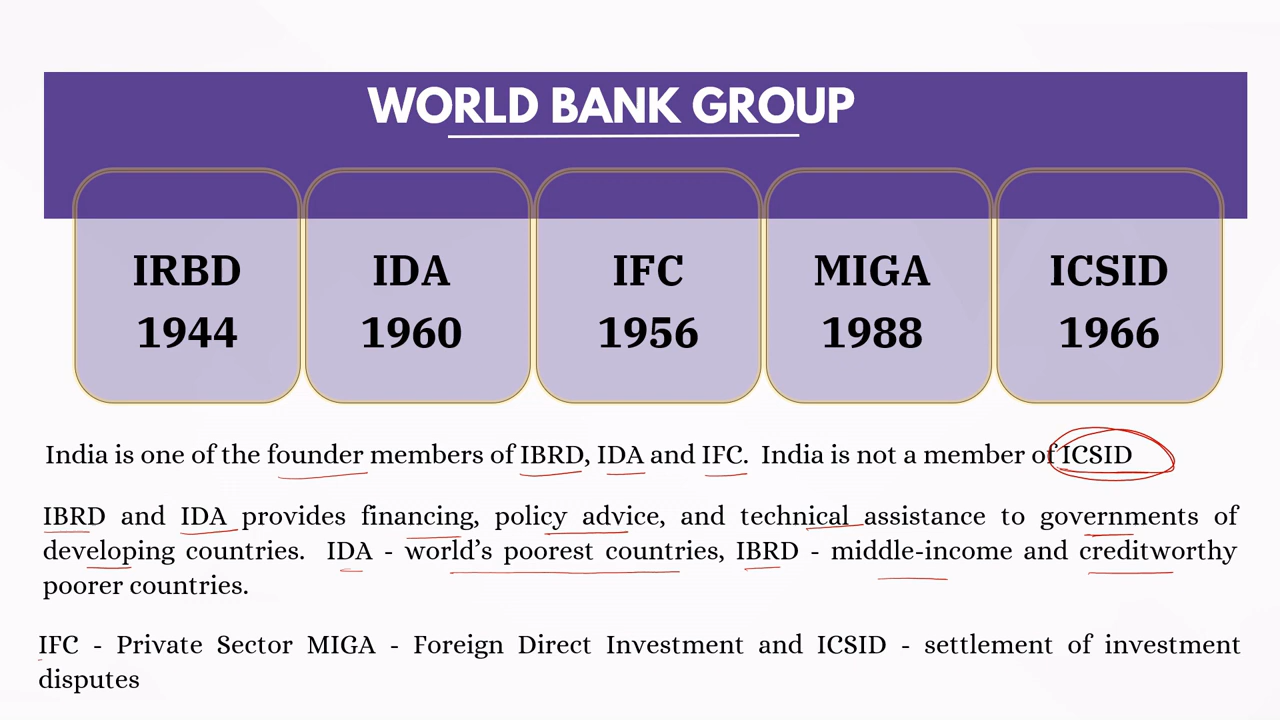 WORLD BANK GROUP
IRBD IDA IFC MIGA ICSID
1944 1960 1956 1988 1966
India is one of the founder members of IBRD, IDA and IFC. India is not a member of ICSID
IBRD and IDA provides financing, policy advice, and technical assistance to governments of
developing countries. IDA - world's poorest countries, IBRD - middle-income and creditworthy
poorer countries.
IFC - Private Sector MIGA - Foreign Direct Investment and ICSID - settlement of investment
disputes